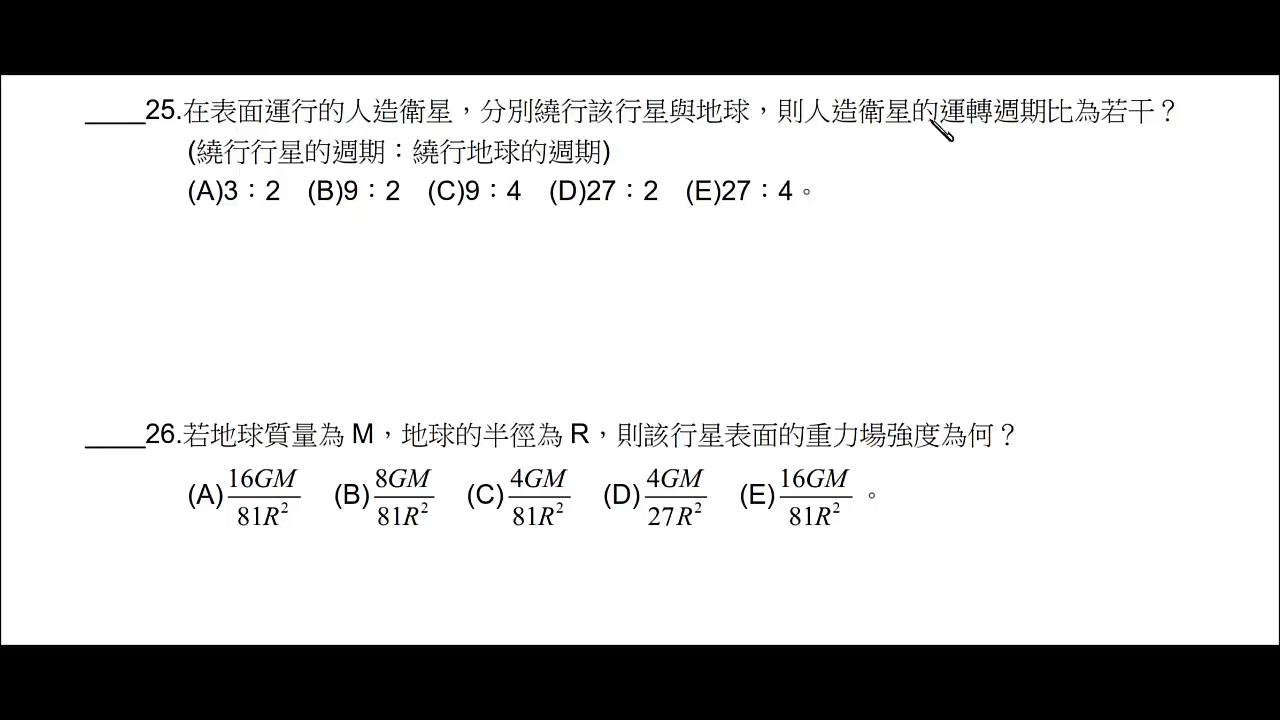 ____25.在表面運行的人造衛星，分別繞行該行星與地球，則人造衛星的運轉週期比為若干？
(繞行行星的週期：繞行地球的週期)
(A)3：2 (B)9：2 (C)9：4 (D)27：2 (E)27：4。
____26.若地球質量為 M，地球的半徑為 R，則該行星表面的重力場強度為何？
(A) 16GM/81R² (B) 8GM/81R² (C) 4GM/81R² (D) 4GM/27R² (E) 16GM/81R² 。